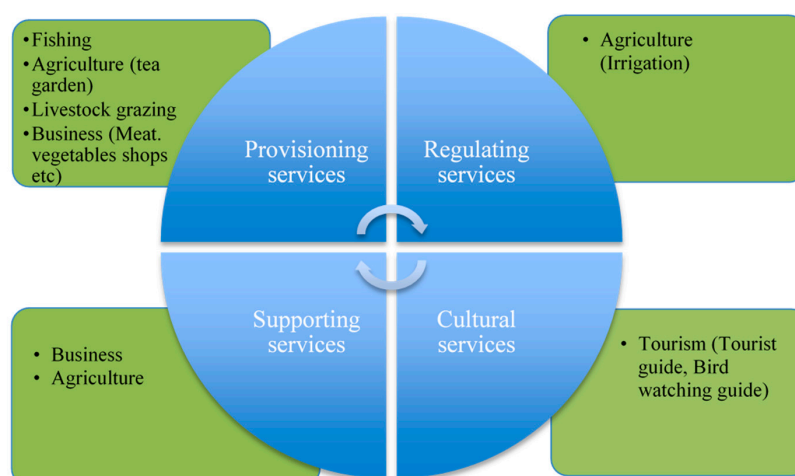 •Fishing
•Agriculture (tea
garden)
•Livestock grazing
•Business (Meat.
vegetables shops
etc)
Provisioning
services
Regulating
services
• Agriculture
(Irrigation)
Supporting
services
Cultural
services
• Business
• Agriculture
• Tourism (Tourist
guide, Bird
watching guide)